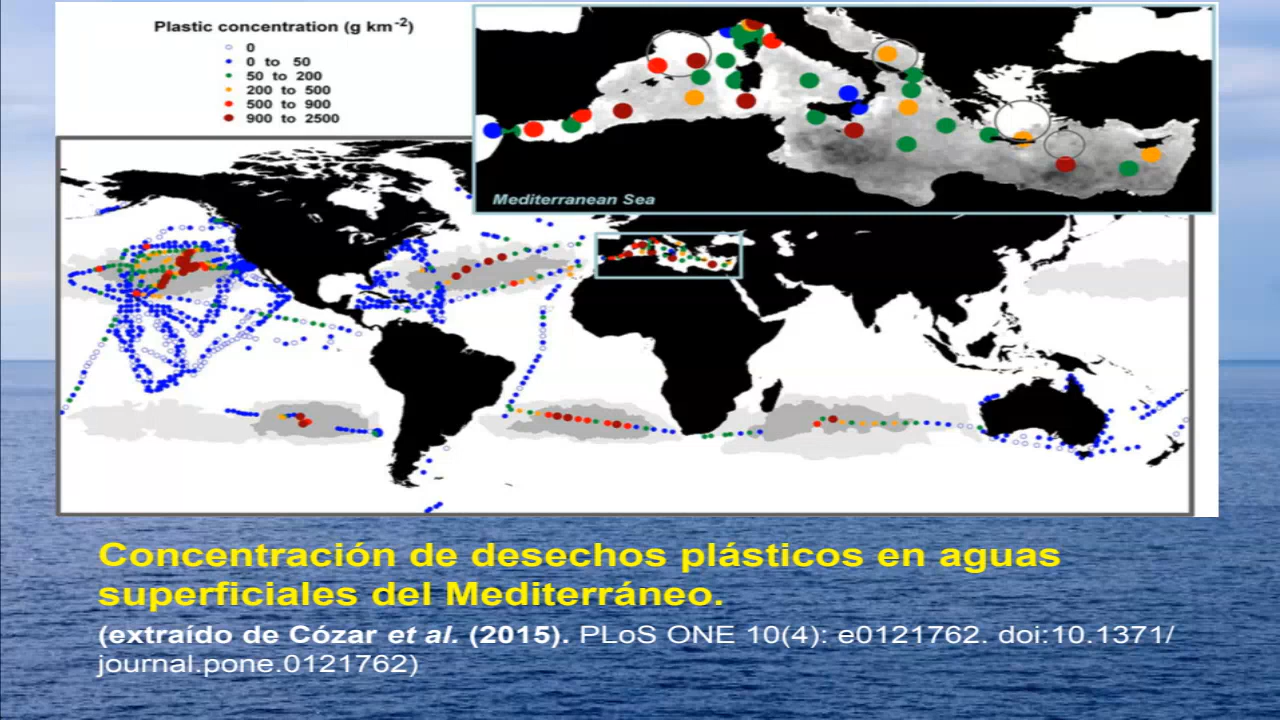 Plastic concentration (g km-2)
0
0 to 50
50 to 200
200 to 500
500 to 900
900 to 2500
Mediterranean Sea
Concentración de desechos plásticos en aguas
superficiales del Mediterráneo.
(extraído de Cózar et al. (2015). PLoS ONE 10(4): e0121762. doi:10.1371/
journal.pone.0121762)